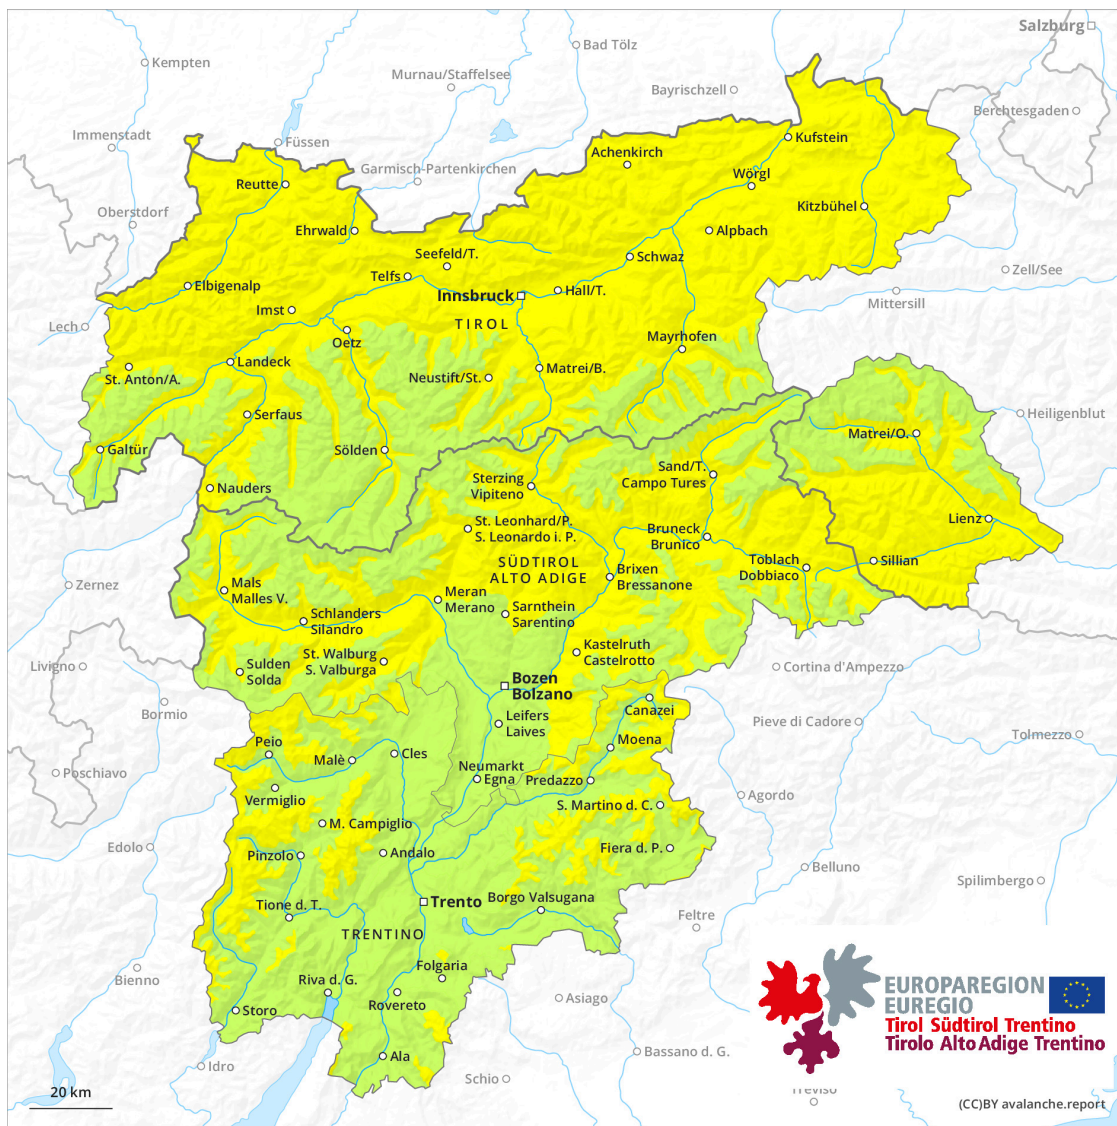 Salzburg
Bad Tölz
Kempten
Murnau/Staffelsee
Bayrischzell
Berchtesgaden
Immenstadt
Kufstein
Füssen
Achenkirch
Garmisch-Partenkirchen
Wörgl
Reutte
Kitzbühel
Oberstdorf
Ehrwald
Alpbach
Seefeld/T.
Schwaz
Zell/See
Telfs
Elbigenalp
Hall/T.
Innsbruck
Mittersill
Imst
TIROL
Lech
Oetz
Mayrhofen
Landeck
Matrei/B.
St. Anton/A.
Neustift/St.
Serfaus
Heiligenblut
Matrei/O.
Galtür
Sölden
Sand/T.
Campo Tures
Sterzing
Vipiteno
Nauders
Lienz
St. Leonhard/P.
S. Leonardo i. P.
Bruneck
Brunico
Toblach
Dobbiaco
Sillian
SÜDTIROL
ALTO ADIGE
Brixen
Bressanone
Zernez
Mals
Malles V.
Meran
Merano
Sarnthein
Sarentino
Schlanders
Silandro
Kastelruth
Castelrotto
St. Walburg
S. Valburga
Livigno
Sulden
Solda
Cortina d'Ampezzo
Bozen
Bolzano
Bormio
Canazei
Leifers
Laives
Pieve di Cadore
Tolmezzo
Peio
Moena
Cles
Malè
Poschiavo
Neumarkt
Egna
Predazzo
Vermiglio
Agordo
S. Martino d. C.
M. Campiglio
Edolo
Pinzolo
Andalo
Fiera d. P.
Belluno
Spilimbergo
Borgo Valsugana
Trento
Tione d. T.
Feltre
TRENTINO
Folgaria
Bienno
Riva d. G.
Rovereto
Asiago
Storo
EUROPAREGION
EUREGIO
Tirol Südtirol Trentino
Tirolo Alto Adige Trentino
Ala
Bassano d. G.
Idro
Schio
Treviso
20 km
(CC)BY avalanche.report